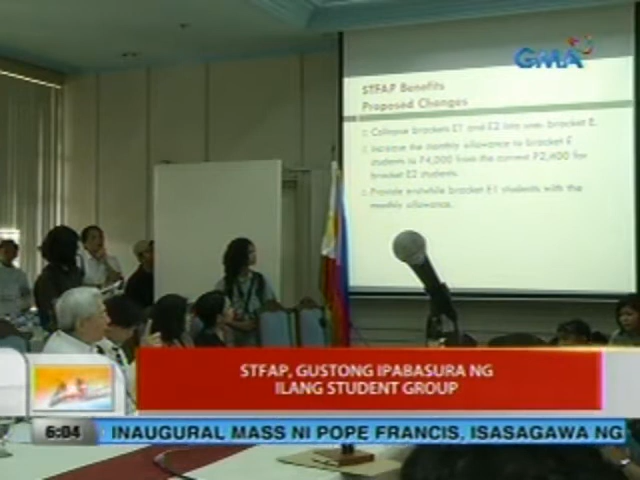 GMA
STFAP Benefits
Proposed Changes
Collapse brackets E1 and E2 into one, bracket E.
Increase the monthly allowance to bracket E
students to P4,000 from the current P2,400 for
bracket E2 students.
Provide erstwhile bracket E1 students with the
monthly allowance.
STFAP, GUSTONG IPABASURA NG
ILANG STUDENT GROUP
6:04 INAUGURAL MASS NI POPE FRANCIS, ISASAGAWA NG